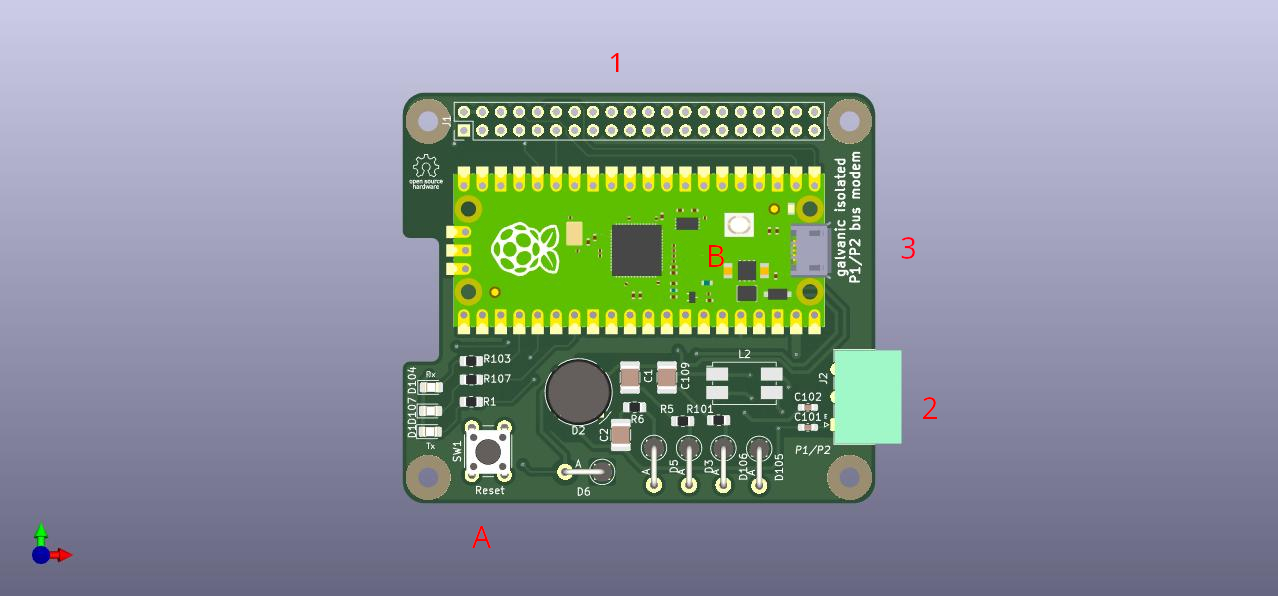 1
J1
open source
hardware
galvanic isolated
P1/P2 bus modem
B
3
R103
D104
Rx
R107
D107
R1
D1
Tx
SW1
Reset
D2
C1
C109
R6
C2
R5
R101
L2
J2
C102
C101
P1/P2
2
A
D6
A
D5
A
D3
A
D106
A
D105
A